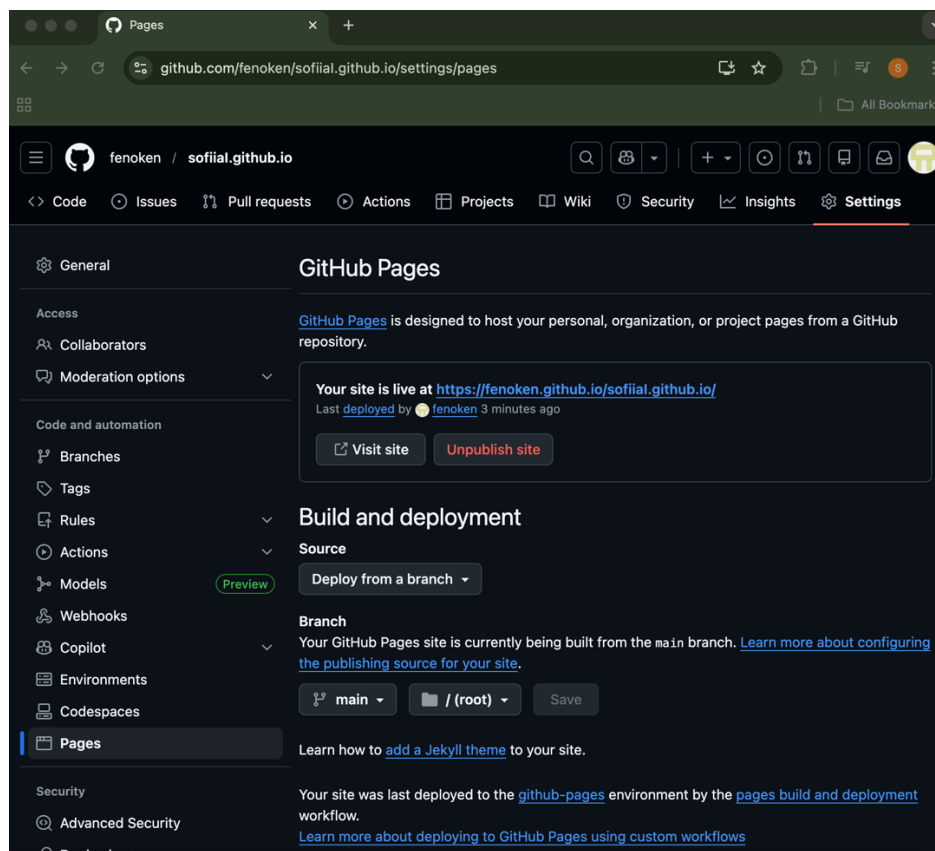 Pages
github.com/fenoken/sofiial.github.io/settings/pages
S
All Bookmark
fenoken / sofiial.github.io
Code Issues Pull requests Actions Projects Wiki Security Insights Settings
General
Access
Collaborators
Moderation options
Code and automation
Branches
Tags
Rules
Actions
Models Preview
Webhooks
Copilot
Environments
Codespaces
Pages
Security
Advanced Security
GitHub Pages
GitHub Pages is designed to host your personal, organization, or project pages from a GitHub
repository.
Your site is live at https://fenoken.github.io/sofiial.github.io/
Last deployed by fenoken 3 minutes ago
Visit site Unpublish site
Build and deployment
Source
Deploy from a branch
Branch
Your GitHub Pages site is currently being built from the main branch. Learn more about configuring
the publishing source for your site.
main / (root) Save
Learn how to add a Jekyll theme to your site.
Your site was last deployed to the github-pages environment by the pages build and deployment
workflow.
Learn more about deploying to GitHub Pages using custom workflows